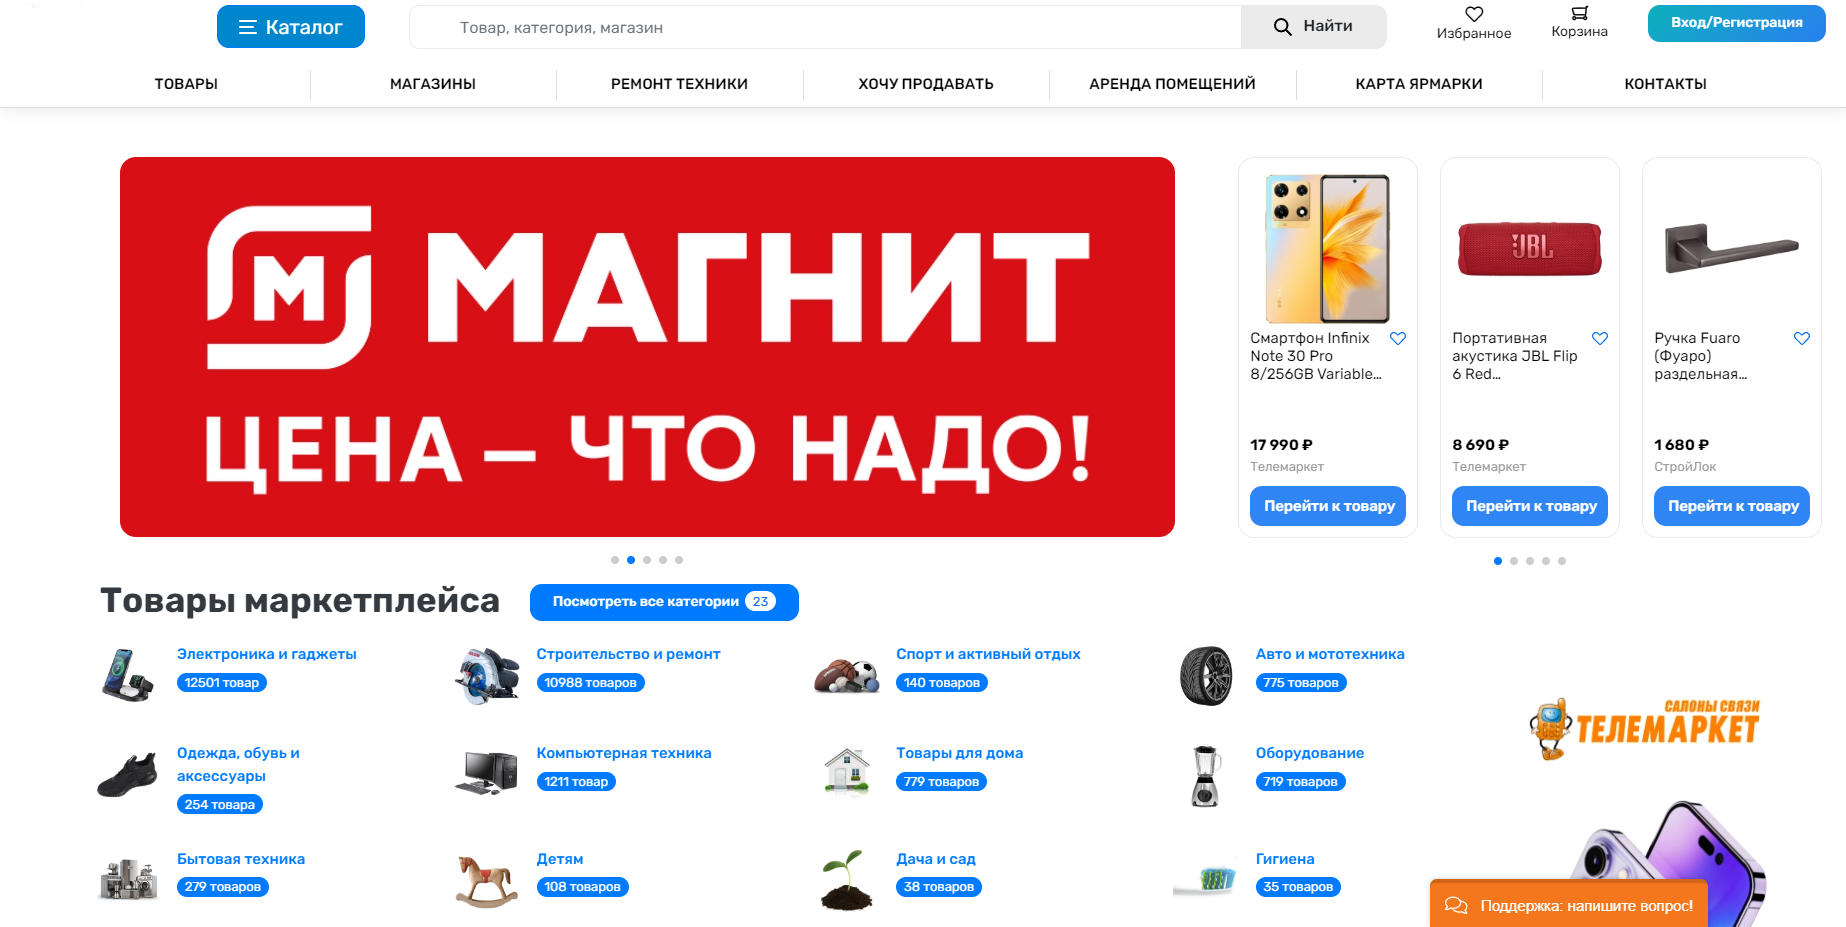 Каталог
Товар, категория, магазин
Найти
Избранное
Корзина
Вход/Регистрация
ТОВАРЫ
МАГАЗИНЫ
РЕМОНТ ТЕХНИКИ
ХОЧУ ПРОДАВАТЬ
АРЕНДА ПОМЕЩЕНИЙ
КАРТА ЯРМАРКИ
КОНТАКТЫ
М МАГНИТ
ЦЕНА – ЧТО НАДО!
Смартфон Infinix
Note 30 Pro
8/256GB Variable...
17 990 ₽
Телемаркет
Перейти к товару
JBL
Портативная
акустика JBL Flip
6 Red...
8 690 ₽
Телемаркет
Перейти к товару
Ручка Fuaro
(Фуаро)
раздельная...
1 680 ₽
СтройЛок
Перейти к товару
Товары маркетплейса
Посмотреть все категории 23
Электроника и гаджеты
12501 товар
Строительство и ремонт
10988 товаров
Спорт и активный отдых
140 товаров
Авто и мототехника
775 товаров
Одежда, обувь и
аксессуары
254 товара
Компьютерная техника
1211 товар
Товары для дома
779 товаров
Оборудование
719 товаров
Бытовая техника
279 товаров
Детям
108 товаров
Дача и сад
38 товаров
Гигиена
35 товаров
САЛОНЫ СВЯЗИ
ТЕЛЕМАРКЕТ
Поддержка: напишите вопрос!